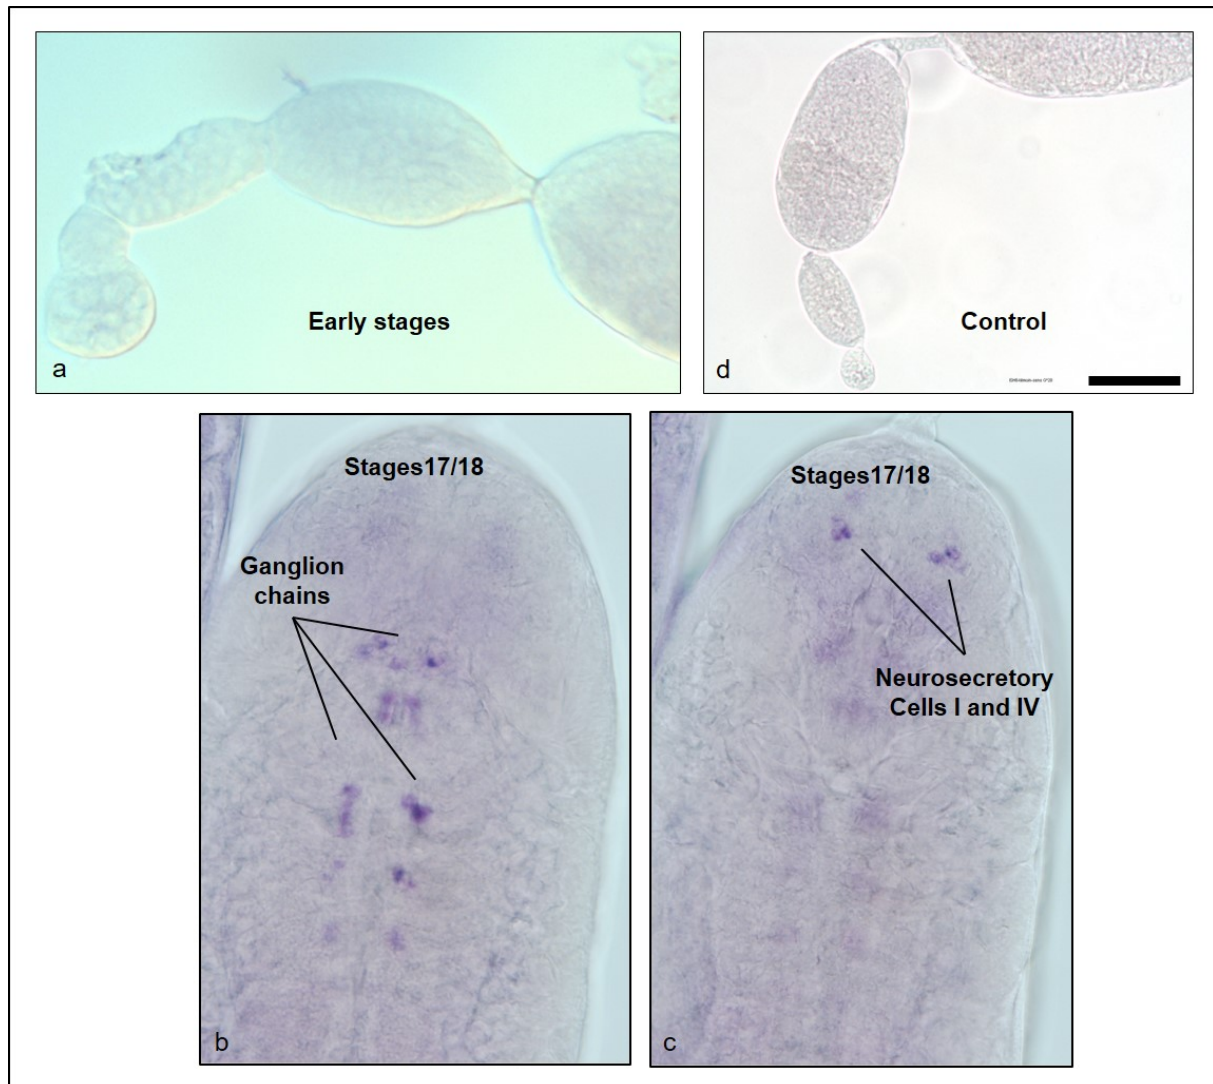 Early stages
a
Control
d
Stages17/18
Ganglion
chains
b
Stages17/18
Neurosecretory
Cells I and IV
c